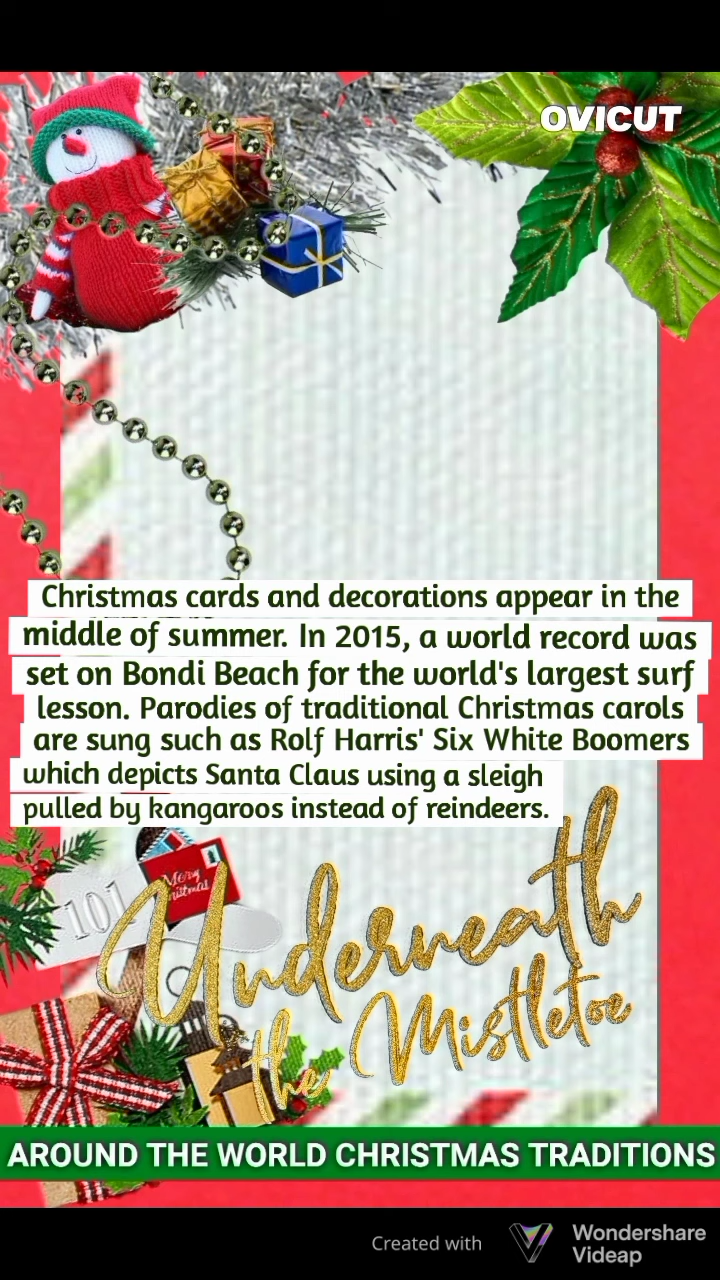 OVICUT
Christmas cards and decorations appear in the
middle of summer. In 2015, a world record was
set on Bondi Beach for the world's largest surf
lesson. Parodies of traditional Christmas carols
are sung such as Rolf Harris' Six White Boomers
which depicts Santa Claus using a sleigh
pulled by kangaroos instead of reindeers.
Merry
Christmas
101
Underneath
the Mistletoe
AROUND THE WORLD CHRISTMAS TRADITIONS
Created with
Wondershare
Videap